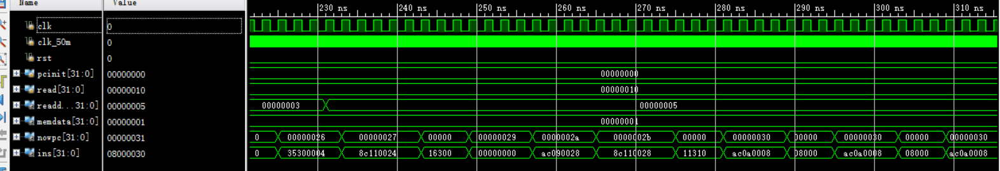 Name Value 230 ns 240 ns 250 ns 260 ns 270 ns 280 ns 290 ns 300 ns 310 ns
clk 0
clk_50m 0
rst 0
pcinit[31:0] 00000000 00000000
read[31:0] 00000010 00000010
readd...31:0] 00000005 00000003 00000005
memdata[31:0] 00000001 00000001
nowpc[31:0] 00000031 0 00000026 00000027 00000 00000029 0000002a 0000002b 00000 00000030 00000 00000030 00000 00000030
ins[31:0] 08000030 0 35300004 8c110024 16300 00000000 ac090028 8c110028 11310 ac0a0008 08000 ac0a0008 08000 ac0a0008